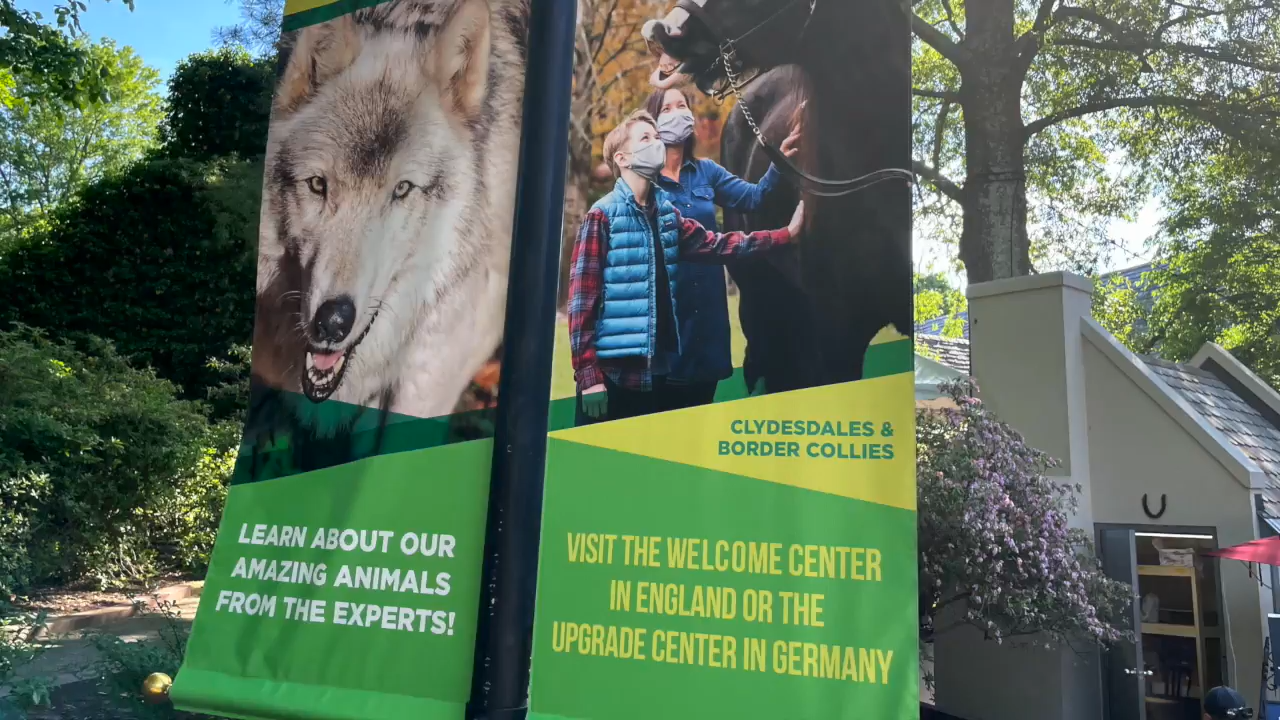 LEARN ABOUT OUR
AMAZING ANIMALS
FROM THE EXPERTS!
CLYDESDALES &
BORDER COLLIES
VISIT THE WELCOME CENTER
IN ENGLAND OR THE
UPGRADE CENTER IN GERMANY